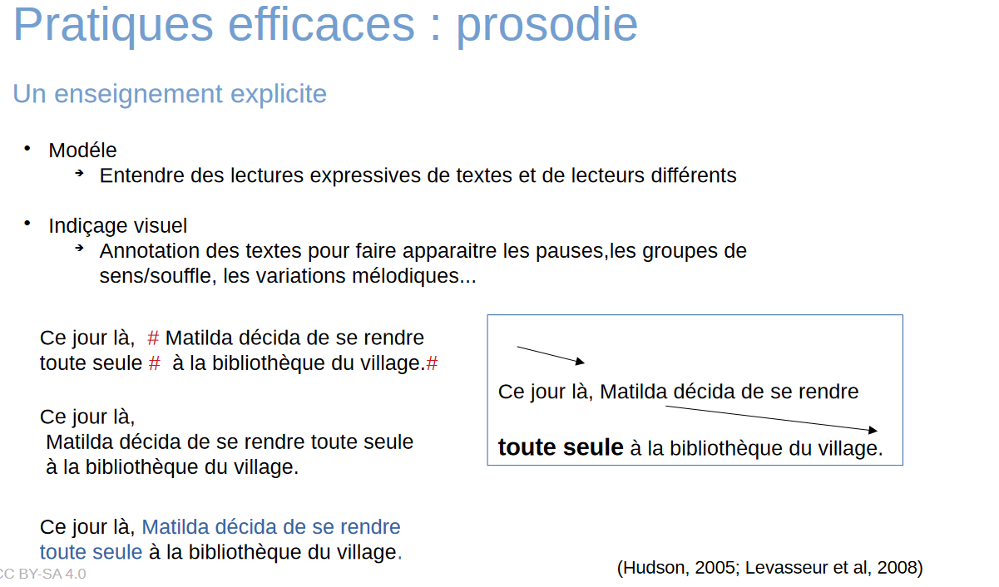 Pratiques efficaces : prosodie
Un enseignement explicite
• Modéle
➔ Entendre des lectures expressives de textes et de lecteurs différents
• Indiçage visuel
➔ Annotation des textes pour faire apparaitre les pauses,les groupes de
sens/souffle, les variations mélodiques...
Ce jour là, # Matilda décida de se rendre
toute seule # à la bibliothèque du village.#
Ce jour là,
Matilda décida de se rendre toute seule
à la bibliothèque du village.
Ce jour là, Matilda décida de se rendre
toute seule à la bibliothèque du village.
Ce jour là, Matilda décida de se rendre
toute seule à la bibliothèque du village.
(Hudson, 2005; Levasseur et al, 2008)
CC BY-SA 4.0